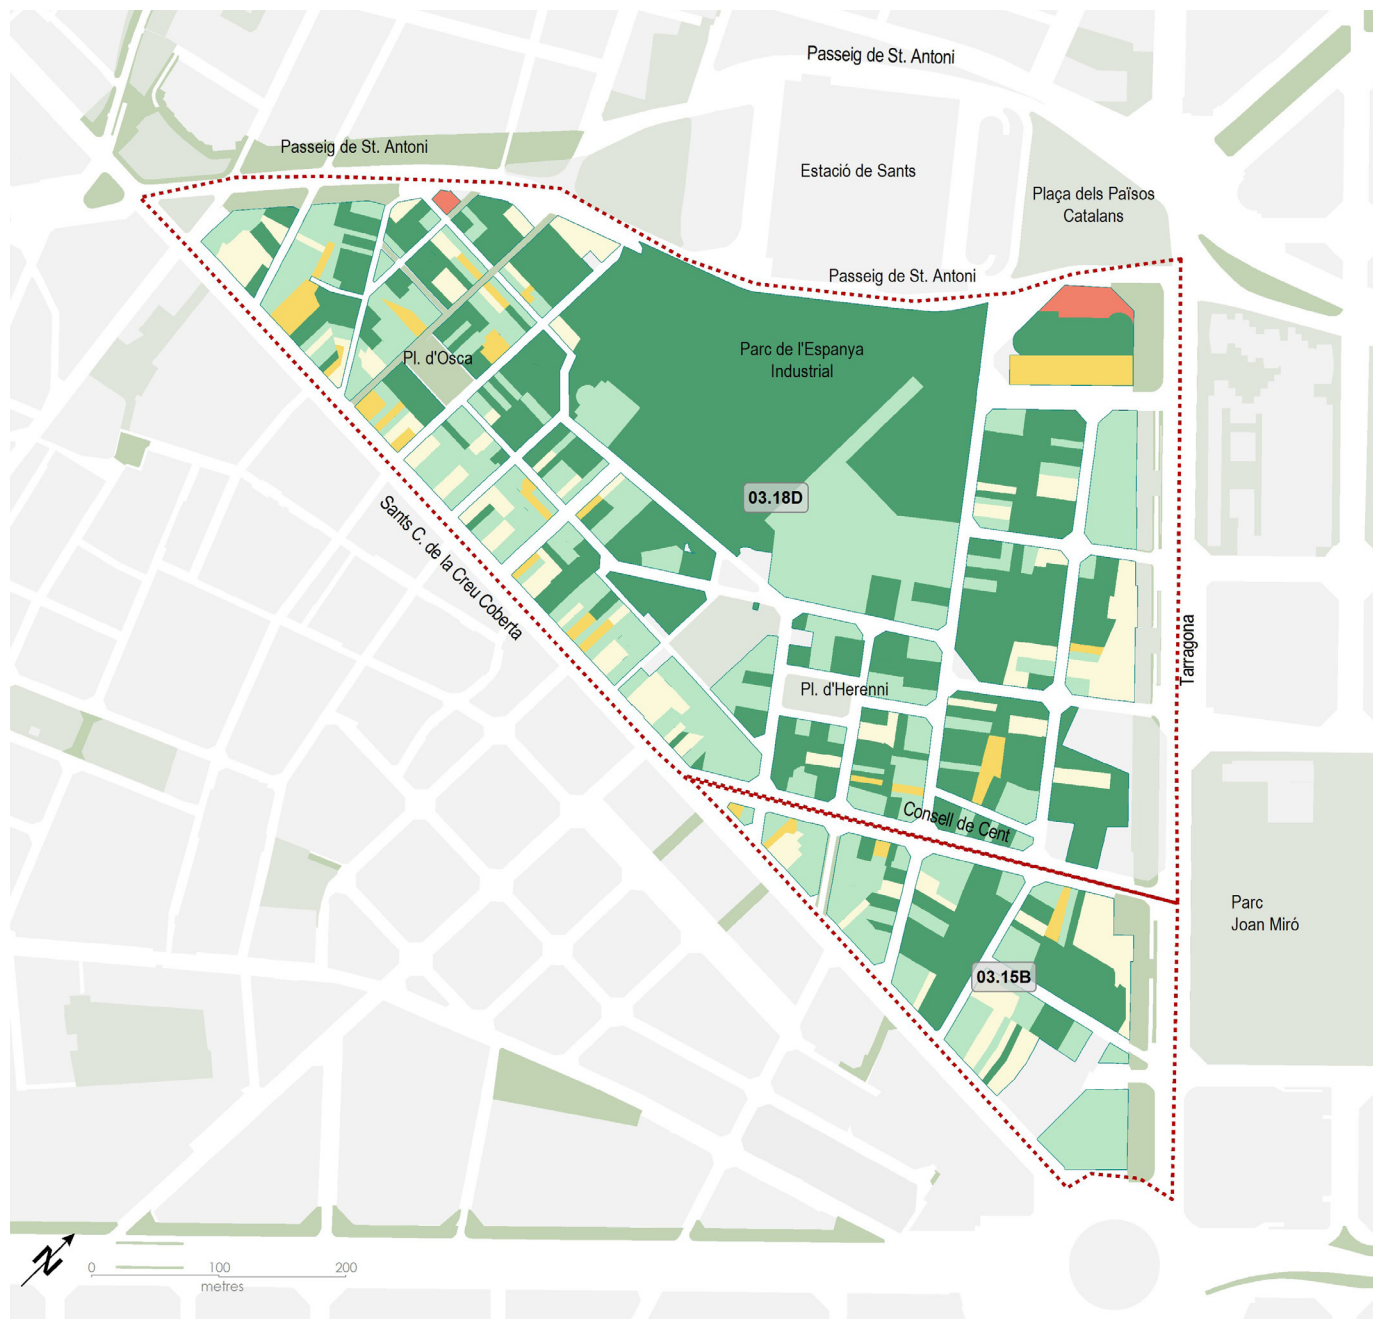 Passeig de St. Antoni
Passeig de St. Antoni
Estació de Sants
Plaça dels Països
Catalans
Passeig de St. Antoni
Parc de l'Espanya
Industrial
Pl. d'Osca
03.18D
Sants C. de la Creu Coberta
Tarragona
Pl. d'Herenni
Consell de Cent
Parc
Joan Miró
03.15B
N
0 100 200
metres